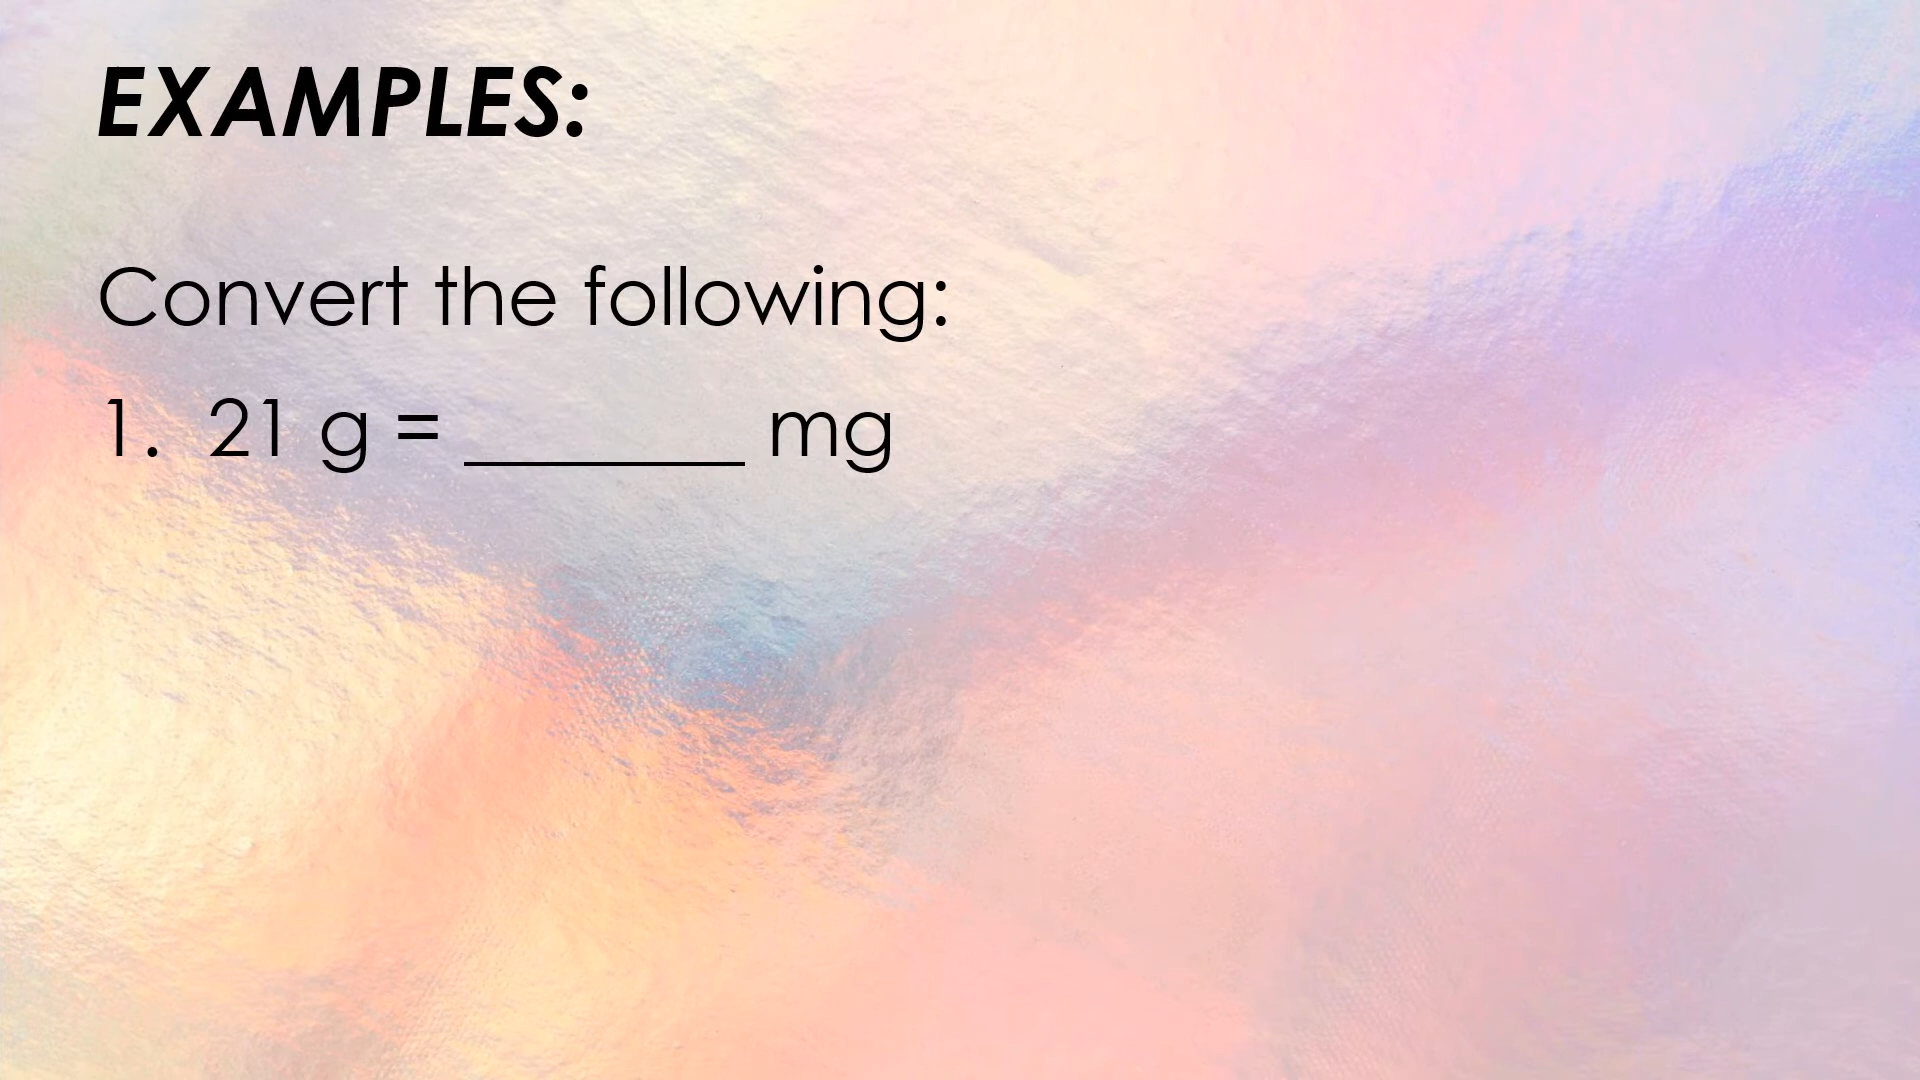 EXAMPLES:
Convert the following:
1. 21 g = _______ mg